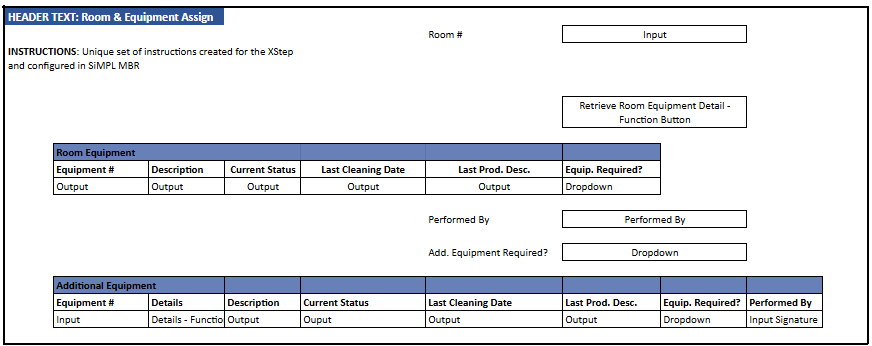 HEADER TEXT: Room & Equipment Assign
Room #
Input
INSTRUCTIONS: Unique set of instructions created for the XStep
and configured in SiMPL MBR
Retrieve Room Equipment Detail -
Function Button
Room Equipment
Equipment # Description Current Status Last Cleaning Date Last Prod. Desc. Equip. Required?
Output Output Output Output Output Dropdown
Performed By Performed By
Add. Equipment Required? Dropdown
Additional Equipment
Equipment # Details Description Current Status Last Cleaning Date Last Prod. Desc. Equip. Required? Performed By
Input Details - Functio Output Ouput Output Output Dropdown Input Signature